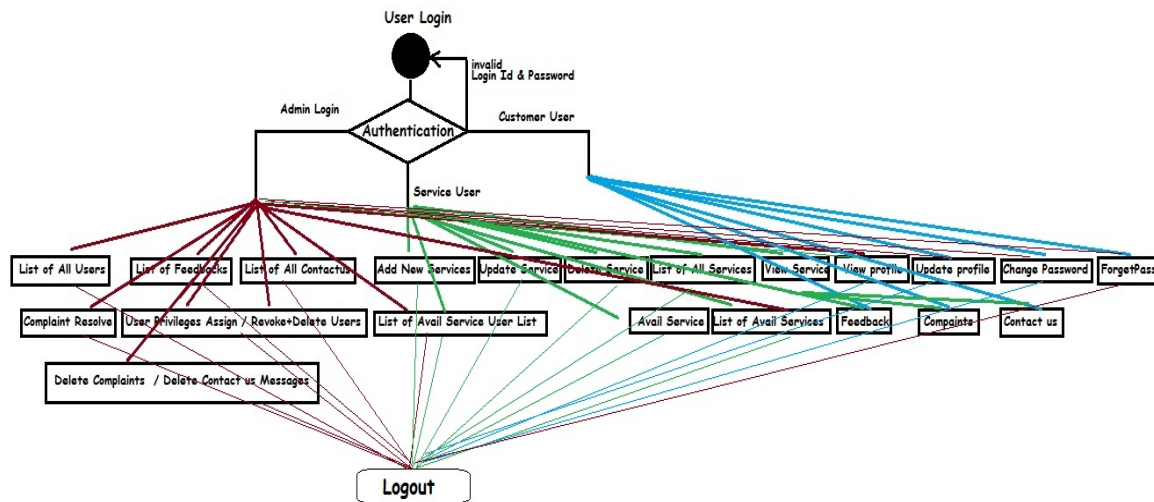 User Login
invalid
Login Id & Password
Admin Login
Customer User
Authentication
Service User
List of All Users
List of Feedbacks
List of All Contactus
Add New Services
Update Service
Delete Service
List of All Services
View Service
View profile
Update profile
Change Password
ForgetPass
Complaint Resolve
User Privileges Assign / Revoke+Delete Users
List of Avail Service User List
Avail Service
List of Avail Services
Feedback
Compainte
Contact us
Delete Complaints / Delete Contact us Messages
Logout